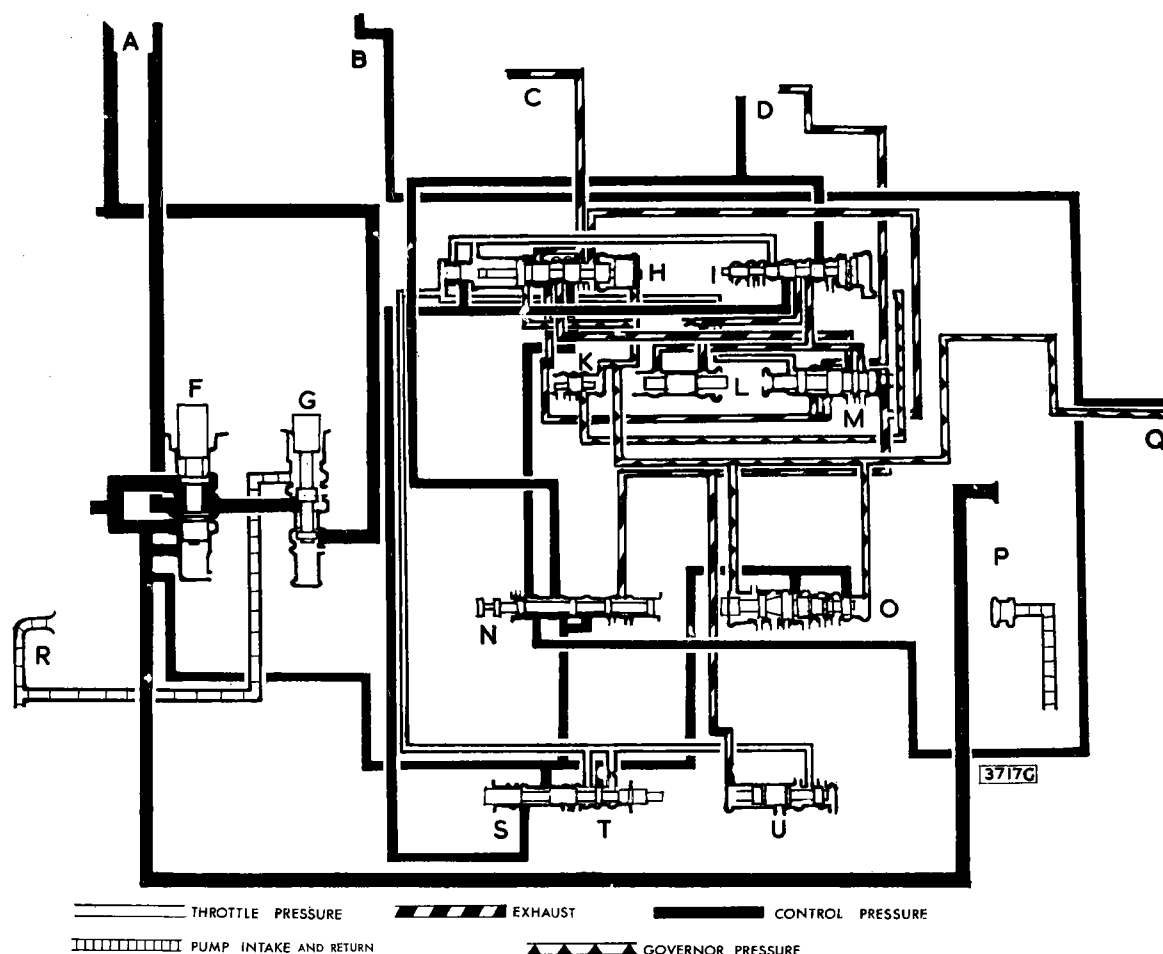 A
B
C
D
H
I
K
F
G
L
M
Q
P
R
N
O
3717G
S
T
U
THROTTLE PRESSURE
EXHAUST
CONTROL PRESSURE
PUMP INTAKE AND RETURN
GOVERNOR PRESSURE